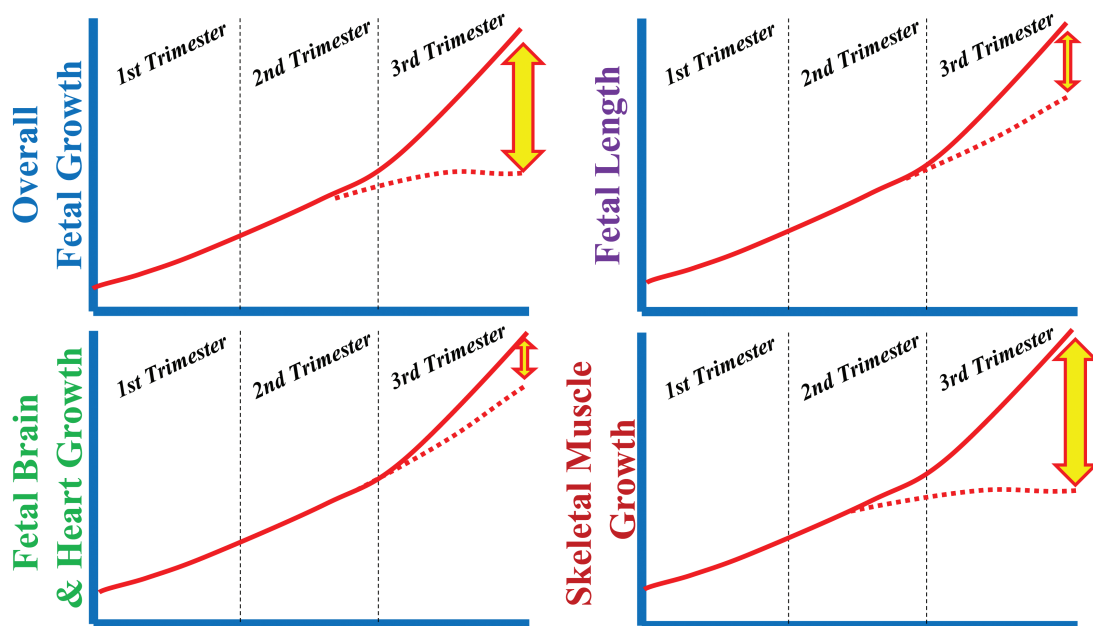 Overall
Fetal Growth
1st Trimester
2nd Trimester
3rd Trimester
Fetal Length
1st Trimester
2nd Trimester
3rd Trimester
Fetal Brain
& Heart Growth
1st Trimester
2nd Trimester
3rd Trimester
Skeletal Muscle
Growth
1st Trimester
2nd Trimester
3rd Trimester